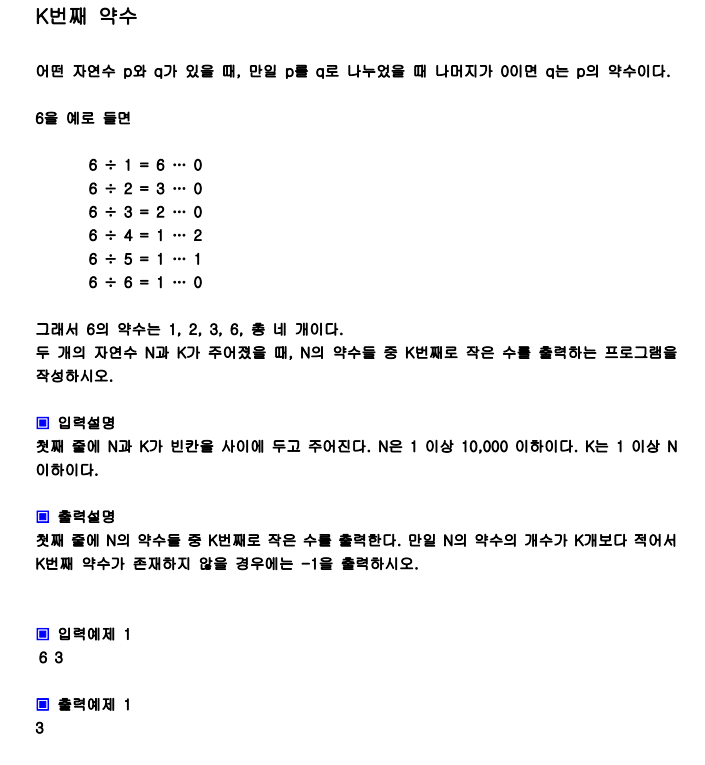 K번째 약수
어떤 자연수 p와 q가 있을 때, 만일 p를 q로 나누었을 때 나머지가 0이면 q는 p의 약수이다.
6을 예로 들면
6 ÷ 1 = 6 … 0
6 ÷ 2 = 3 … 0
6 ÷ 3 = 2 … 0
6 ÷ 4 = 1 … 2
6 ÷ 5 = 1 … 1
6 ÷ 6 = 1 … 0
그래서 6의 약수는 1, 2, 3, 6, 총 네 개이다.
두 개의 자연수 N과 K가 주어졌을 때, N의 약수들 중 K번째로 작은 수를 출력하는 프로그램을
작성하시오.
▣ 입력설명
첫째 줄에 N과 K가 빈칸을 사이에 두고 주어진다. N은 1 이상 10,000 이하이다. K는 1 이상 N
이하이다.
▣ 출력설명
첫째 줄에 N의 약수들 중 K번째로 작은 수를 출력한다. 만일 N의 약수의 개수가 K개보다 적어서
K번째 약수가 존재하지 않을 경우에는 -1을 출력하시오.
▣ 입력예제 1
6 3
▣ 출력예제 1
3